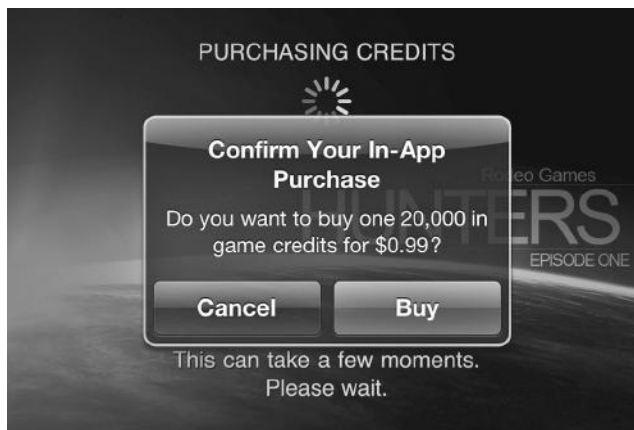 PURCHASING CREDITS
Confirm Your In-App
Purchase
Do you want to buy one 20,000 in
game credits for $0.99?
Cancel
Buy
Rodeo Games
HUNTERS
EPISODE ONE
This can take a few moments.
Please wait.